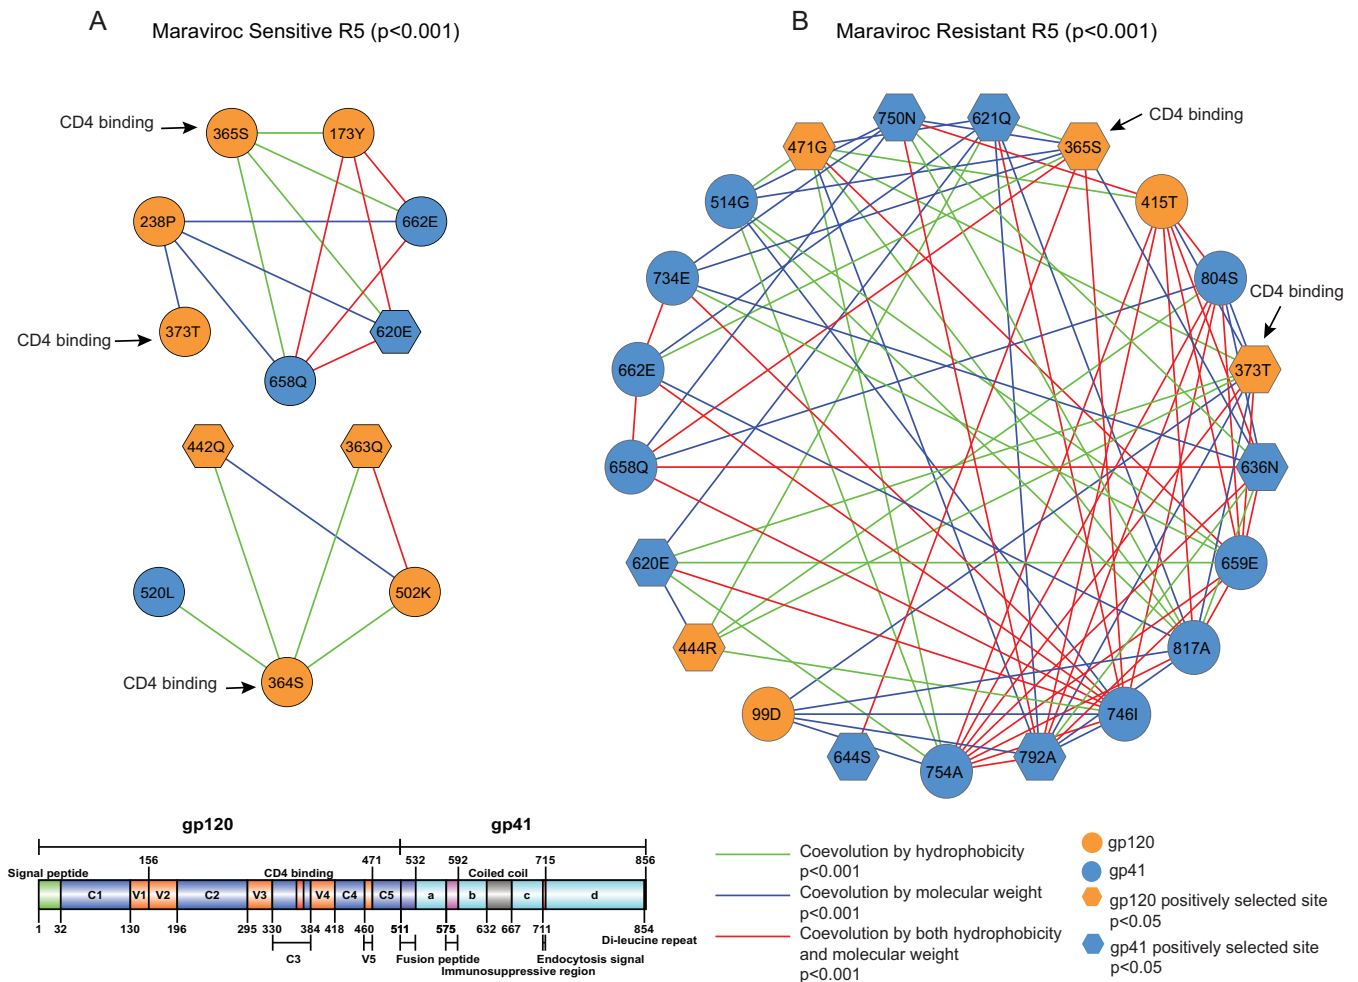 A
Maraviroc Sensitive R5 (p<0.001)
CD4 binding
365S
173Y
238P
662E
373T
CD4 binding
620E
658Q
442Q
363Q
520L
502K
CD4 binding
364S
B
Maraviroc Resistant R5 (p<0.001)
750N
621Q
CD4 binding
471G
365S
514G
415T
734E
804S
CD4 binding
662E
373T
658Q
636N
620E
659E
444R
817A
99D
746I
644S
754A
792A
gp120
gp41
156
471
532
592
715
856
Signal peptide
CD4 binding
Coiled coil
C1
V1
V2
C2
V3
V4
C4
C5
a
b
c
d
1
32
130
196
295
330
384
418
460
511
575
632
667
711
854
Di-leucine repeat
C3
V5
Fusion peptide
Endocytosis signal
Immunosuppressive region
Coevolution by hydrophobicity
p<0.001
Coevolution by molecular weight
p<0.001
Coevolution by both hydrophobicity
and molecular weight
p<0.001
gp120
gp41
gp120 positively selected site
p<0.05
gp41 positively selected site
p<0.05